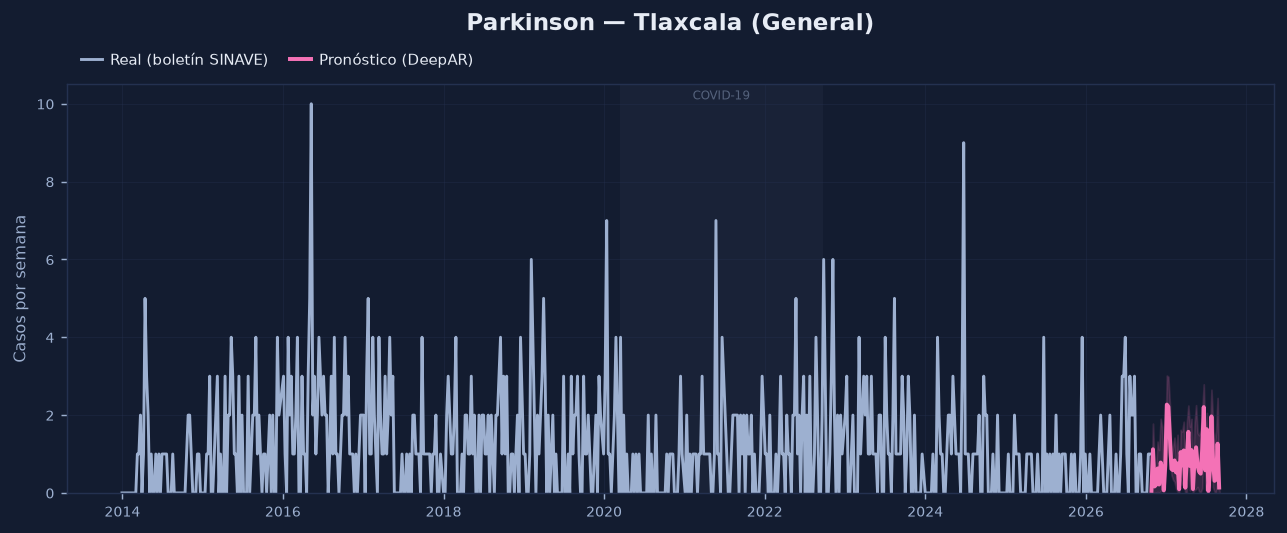 Parkinson — Tlaxcala (General)
Real (boletín SINAVE)
Pronóstico (DeepAR)
COVID-19
Casos por semana
10
8
6
4
2
0
2014
2016
2018
2020
2022
2024
2026
2028